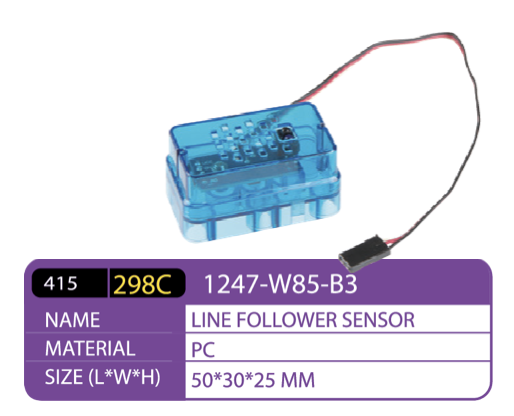 415 298C 1247-W85-B3
NAME LINE FOLLOWER SENSOR
MATERIAL PC
SIZE (L*W*H) 50*30*25 MM